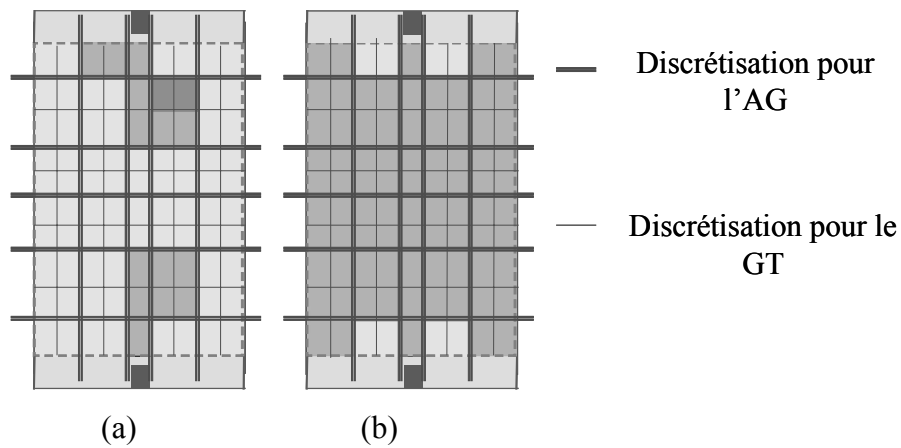 Discrétisation pour
l'AG
Discrétisation pour le
GT
(a)
(b)